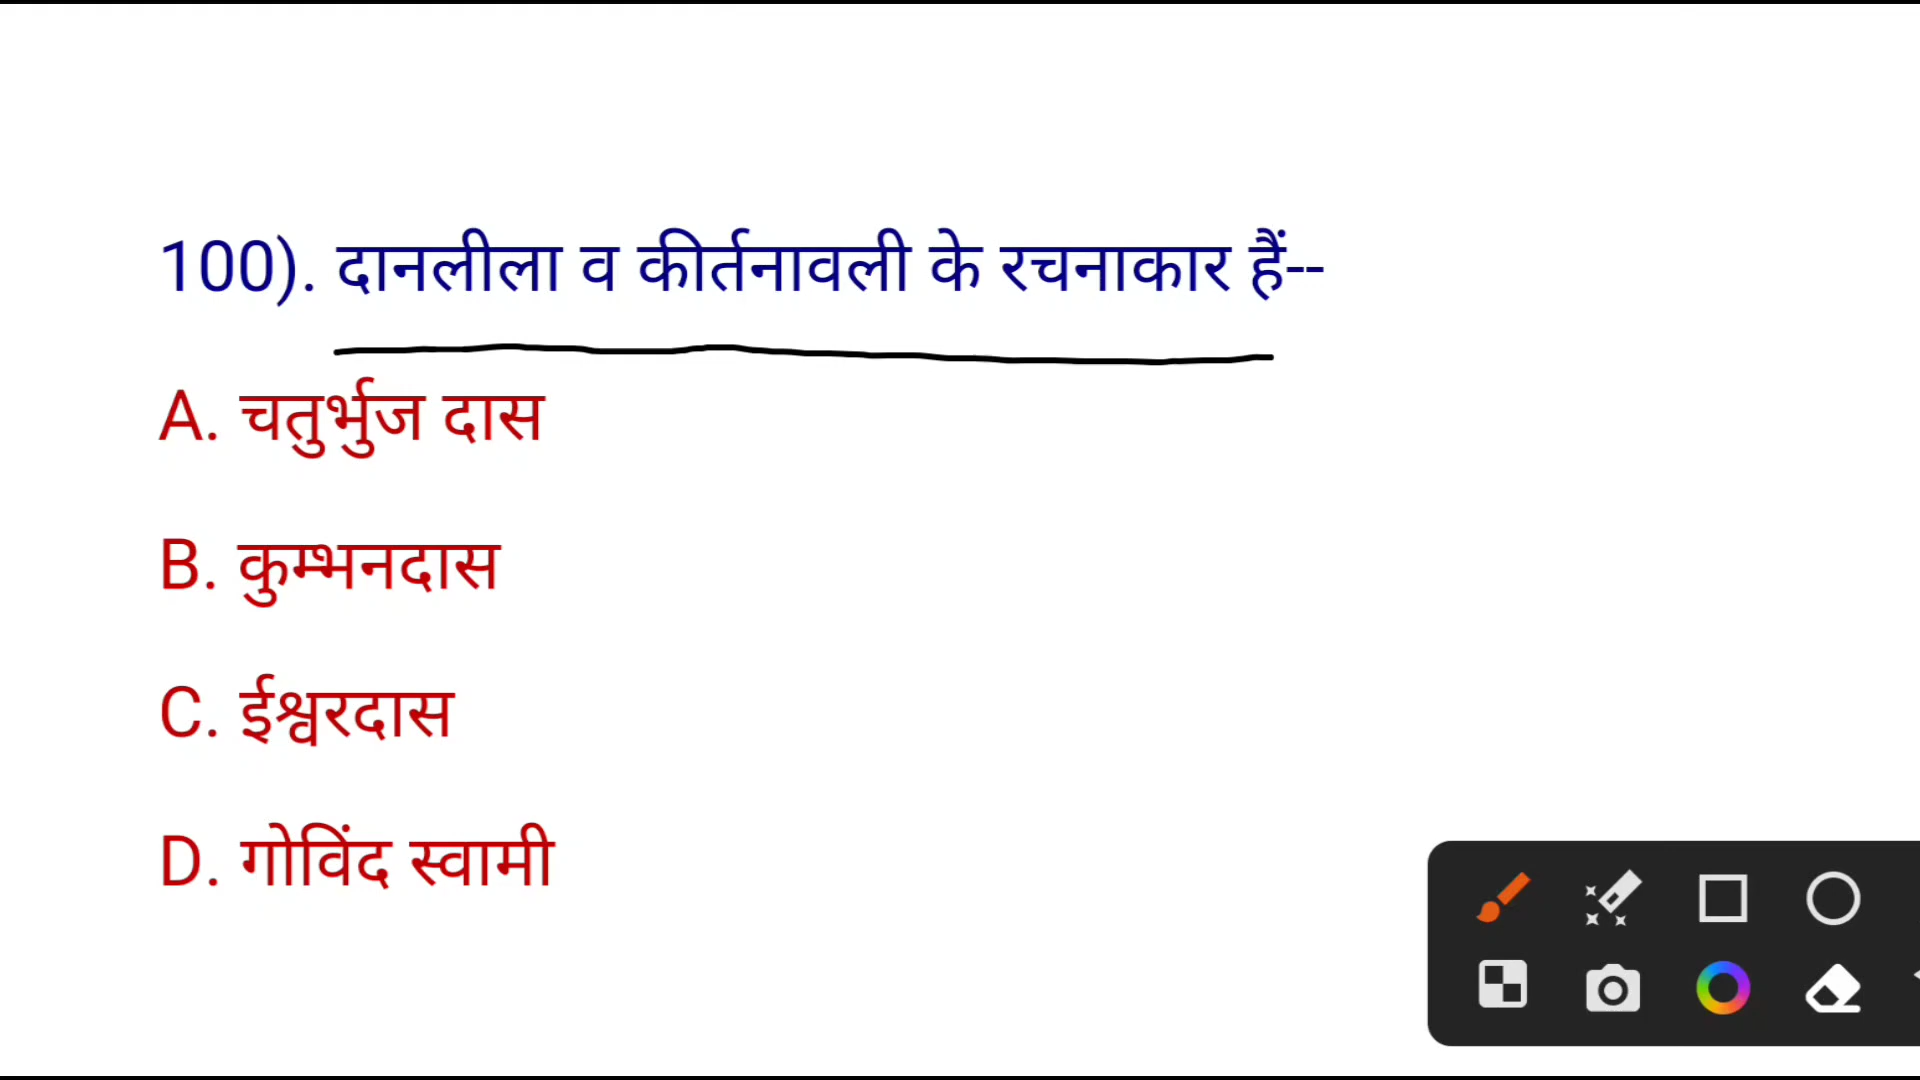 100). दानलीला व कीर्तनावली के रचनाकार हैं--
A. चतुर्भुज दास
B. कुम्भनदास
C. ईश्वरदास
D. गोविंद स्वामी